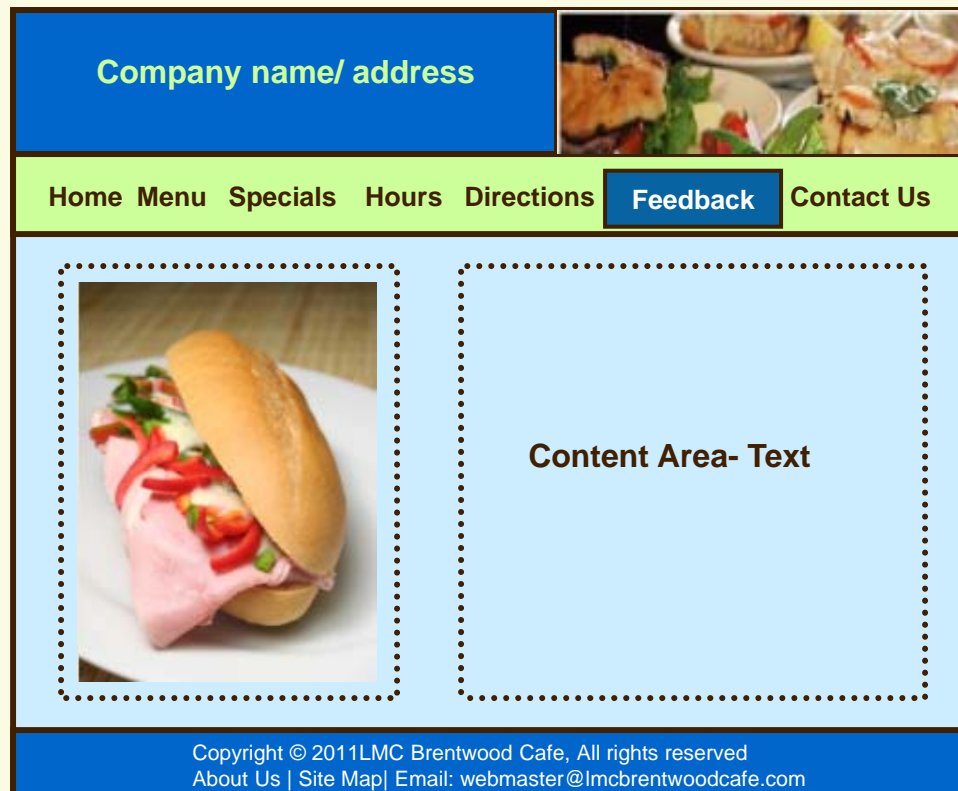 Company name/ address
Home Menu Specials Hours Directions Feedback Contact Us
Content Area- Text
Copyright © 2011LMC Brentwood Cafe, All rights reserved
About Us | Site Map| Email: webmaster@lmcbrentwoodcafe.com